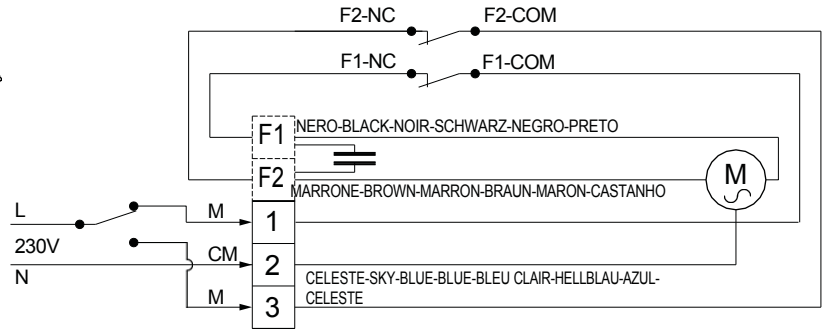 F2-NC F2-COM
F1-NC F1-COM
F1 NERO-BLACK-NOIR-SCHWARZ-NEGRO-PRETO
F2 MARRONE-BROWN-MARRON-BRAUN-MARON-CASTANHO
M
L M 1
230V CM 2
N CELESTE-SKY-BLUE-BLUE-BLEU CLAIR-HELLBLAU-AZUL-
CELESTE
M 3